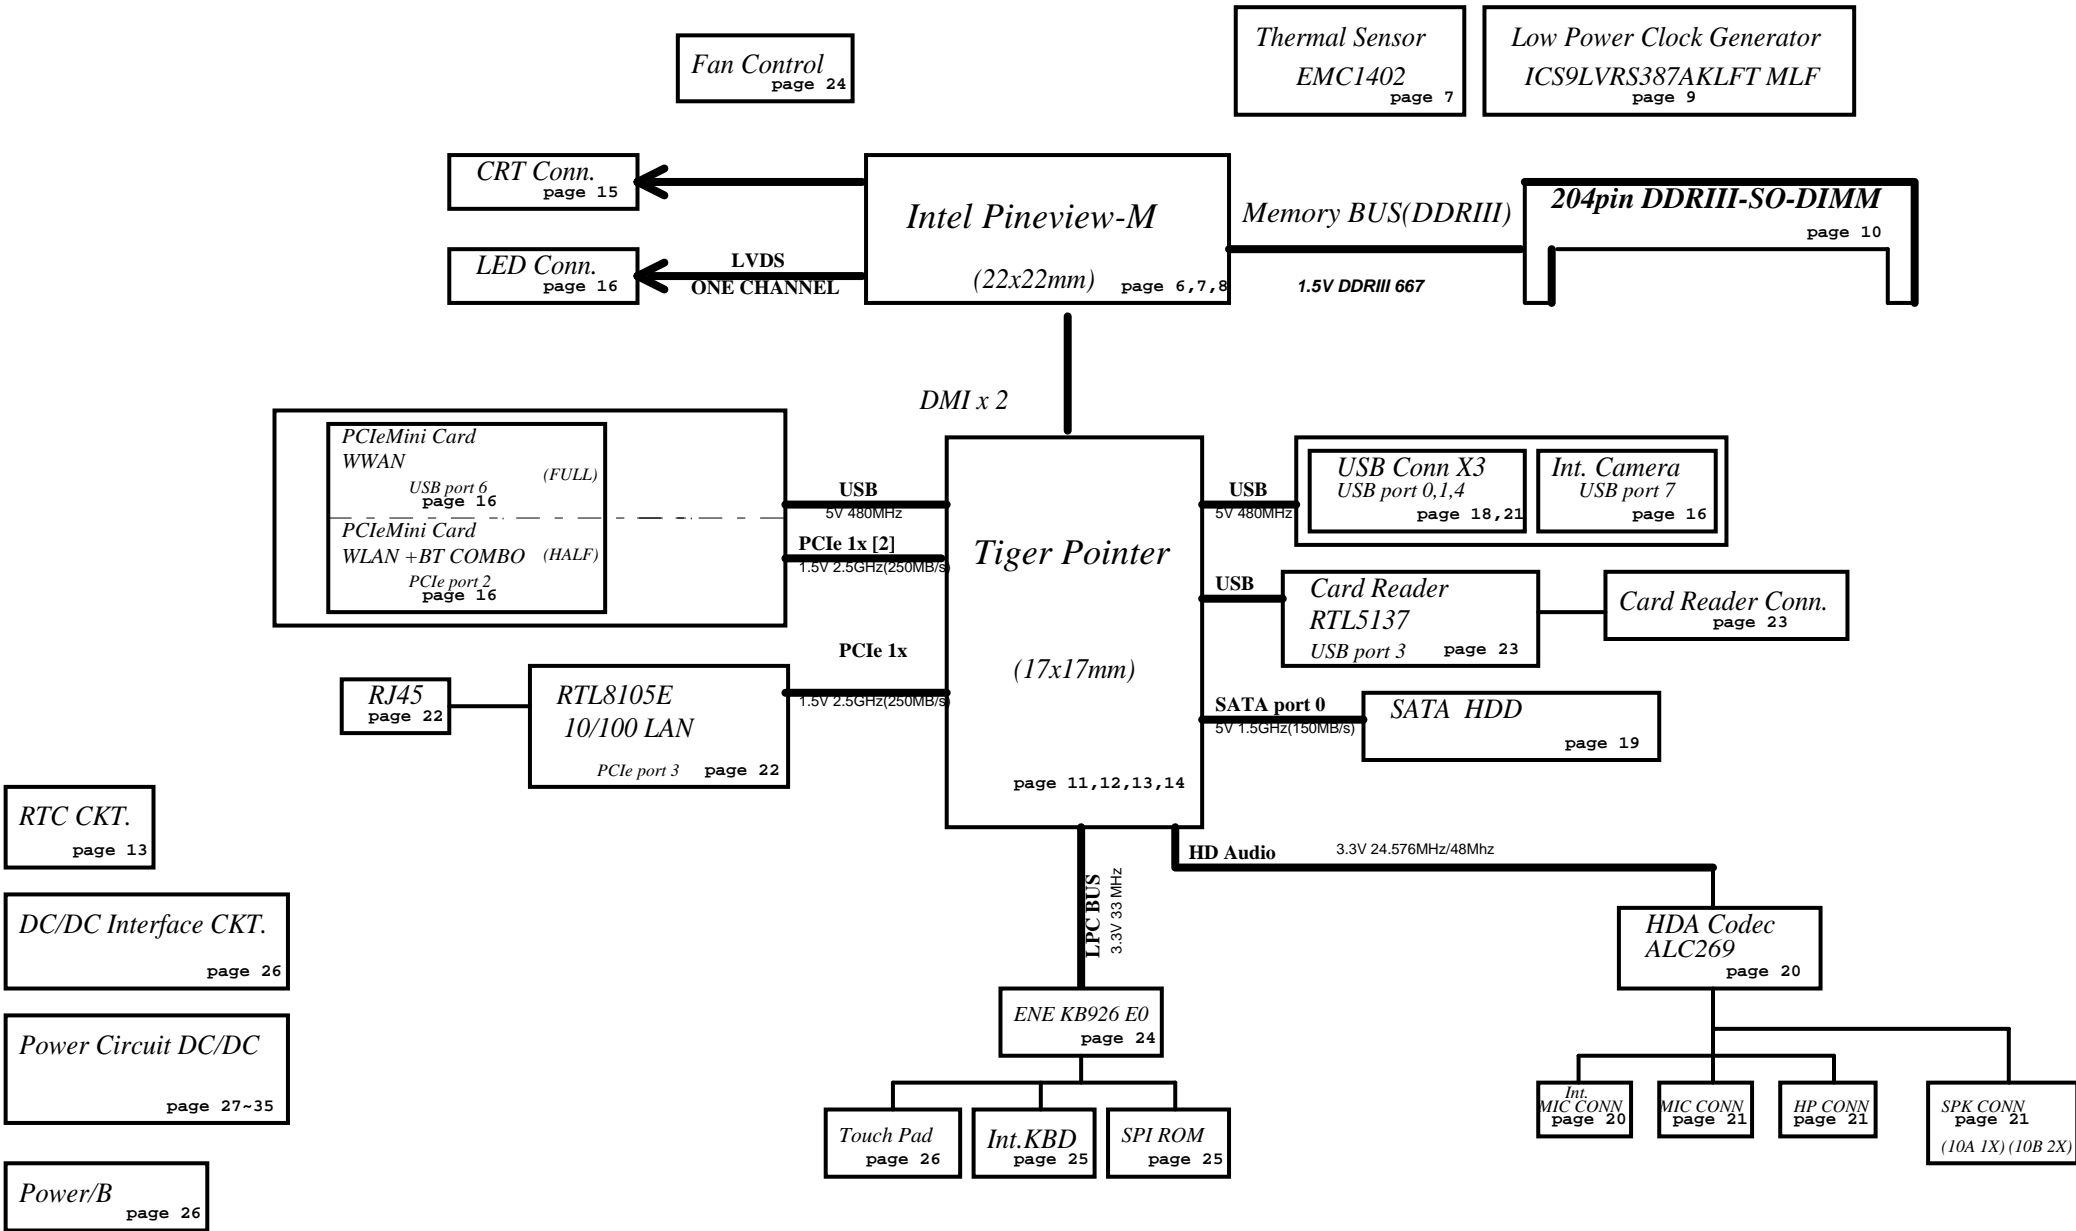 Fan Control
page 24
Thermal Sensor
EMC1402
page 7
Low Power Clock Generator
ICS9LVRS387AKLFT MLF
page 9
CRT Conn.
page 15
LED Conn.
page 16
LVDS
ONE CHANNEL
Intel Pineview-M
(22x22mm)
page 6,7,8
Memory BUS(DDRIII)
1.5V DDRIII 667
204pin DDRIII-SO-DIMM
page 10
DMI x 2
PCIeMini Card
WWAN
(FULL)
USB port 6
page 16
PCIeMini Card
WLAN +BT COMBO
(HALF)
PCIe port 2
page 16
USB
5V 480MHz
PCIe 1x [2]
1.5V 2.5GHz(250MB/s)
Tiger Pointer
(17x17mm)
page 11,12,13,14
USB
5V 480MHz
USB Conn X3
USB port 0,1,4
page 18,21
Int. Camera
USB port 7
page 16
USB
Card Reader
RTL5137
USB port 3
page 23
Card Reader Conn.
page 23
PCIe 1x
1.5V 2.5GHz(250MB/s)
RJ45
page 22
RTL8105E
10/100 LAN
PCIe port 3
page 22
SATA port 0
5V 1.5GHz(150MB/s)
SATA HDD
page 19
RTC CKT.
page 13
DC/DC Interface CKT.
page 26
Power Circuit DC/DC
page 27~35
Power/B
page 26
LPC BUS
3.3V 33 MHz
HD Audio
3.3V 24.576MHz/48Mhz
HDA Codec
ALC269
page 20
ENE KB926 E0
page 24
Touch Pad
page 26
Int.KBD
page 25
SPI ROM
page 25
Int.
MIC CONN
page 20
MIC CONN
page 21
HP CONN
page 21
SPK CONN
page 21
(10A 1X) (10B 2X)